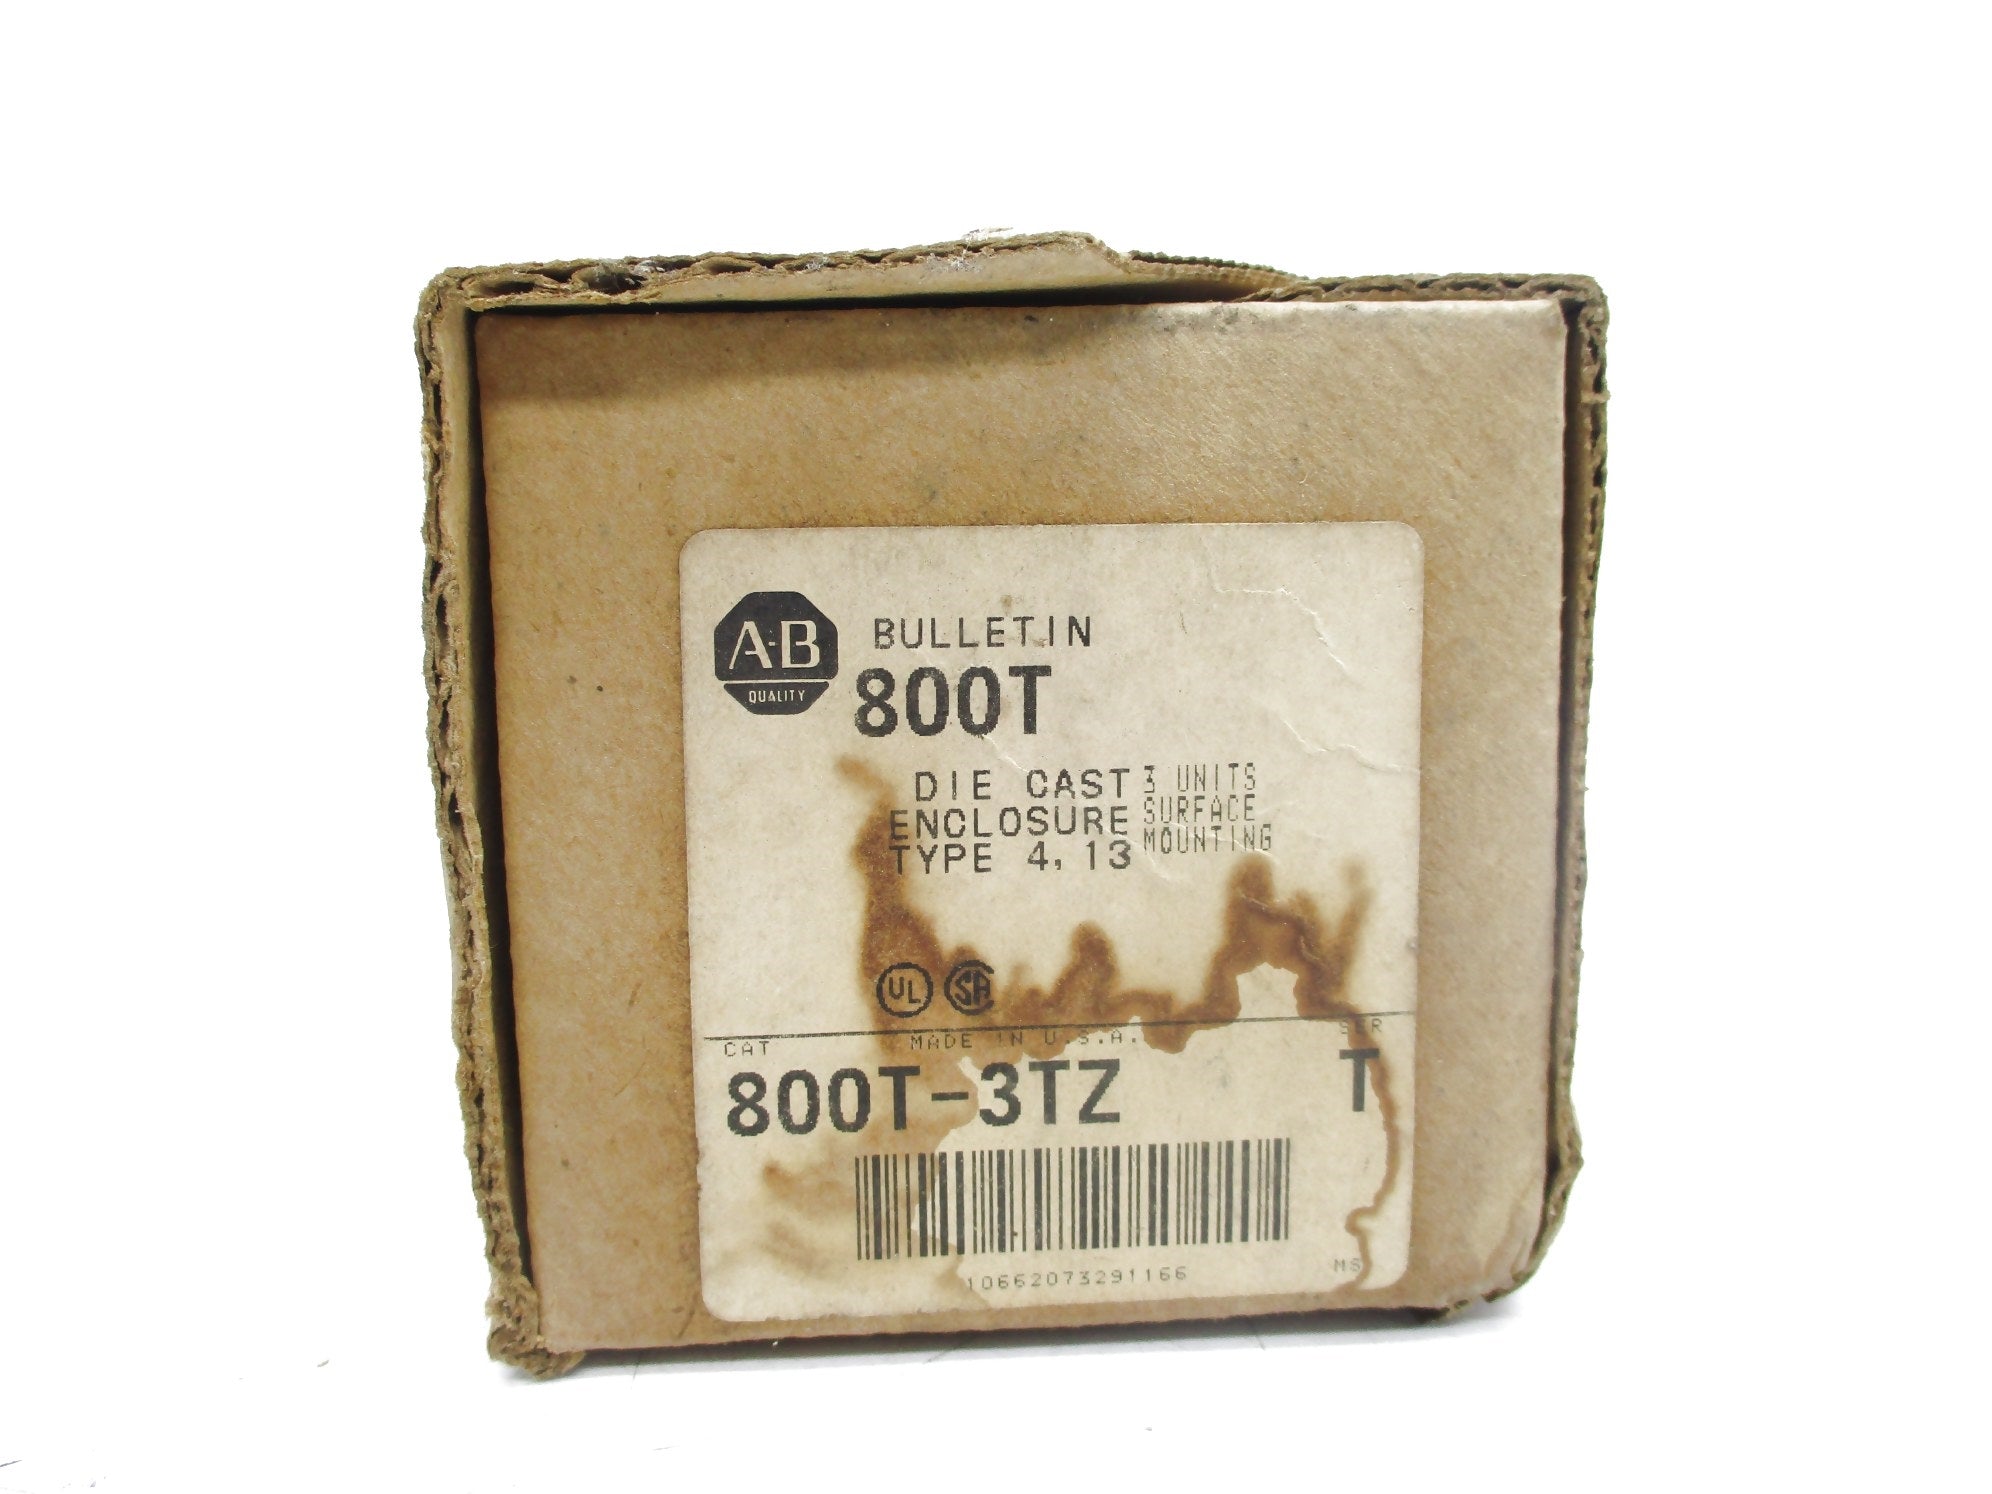 A-B
QUALITY
BULLETIN
800T
DIE CAST
ENCLOSURE
TYPE 4, 13
3 UNITS
SURFACE
MOUNTING
UL SA
MADE IN U.S.A.
CAT
SER
800T-3TZ
T
10662073291166
MS